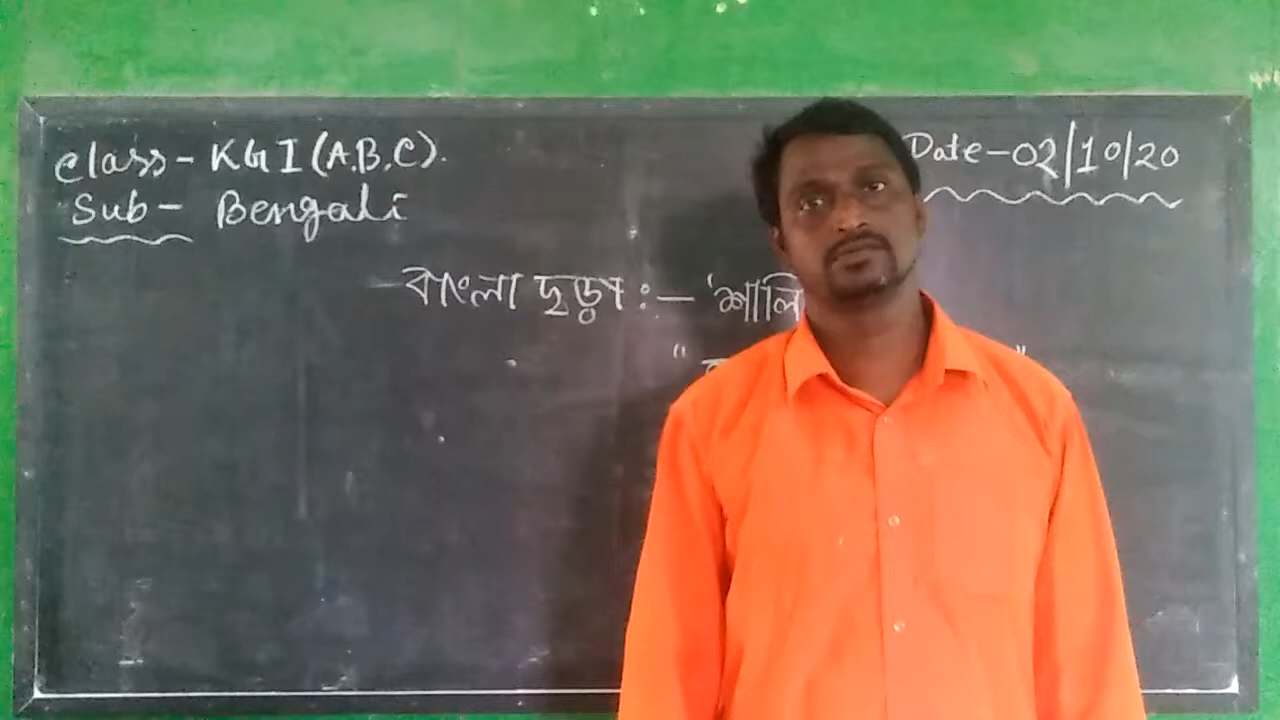 Class - KG I (A.B.C).
Date - 02/10/20
Sub - Bengali
বাংলা ছড়া :- 'শালি